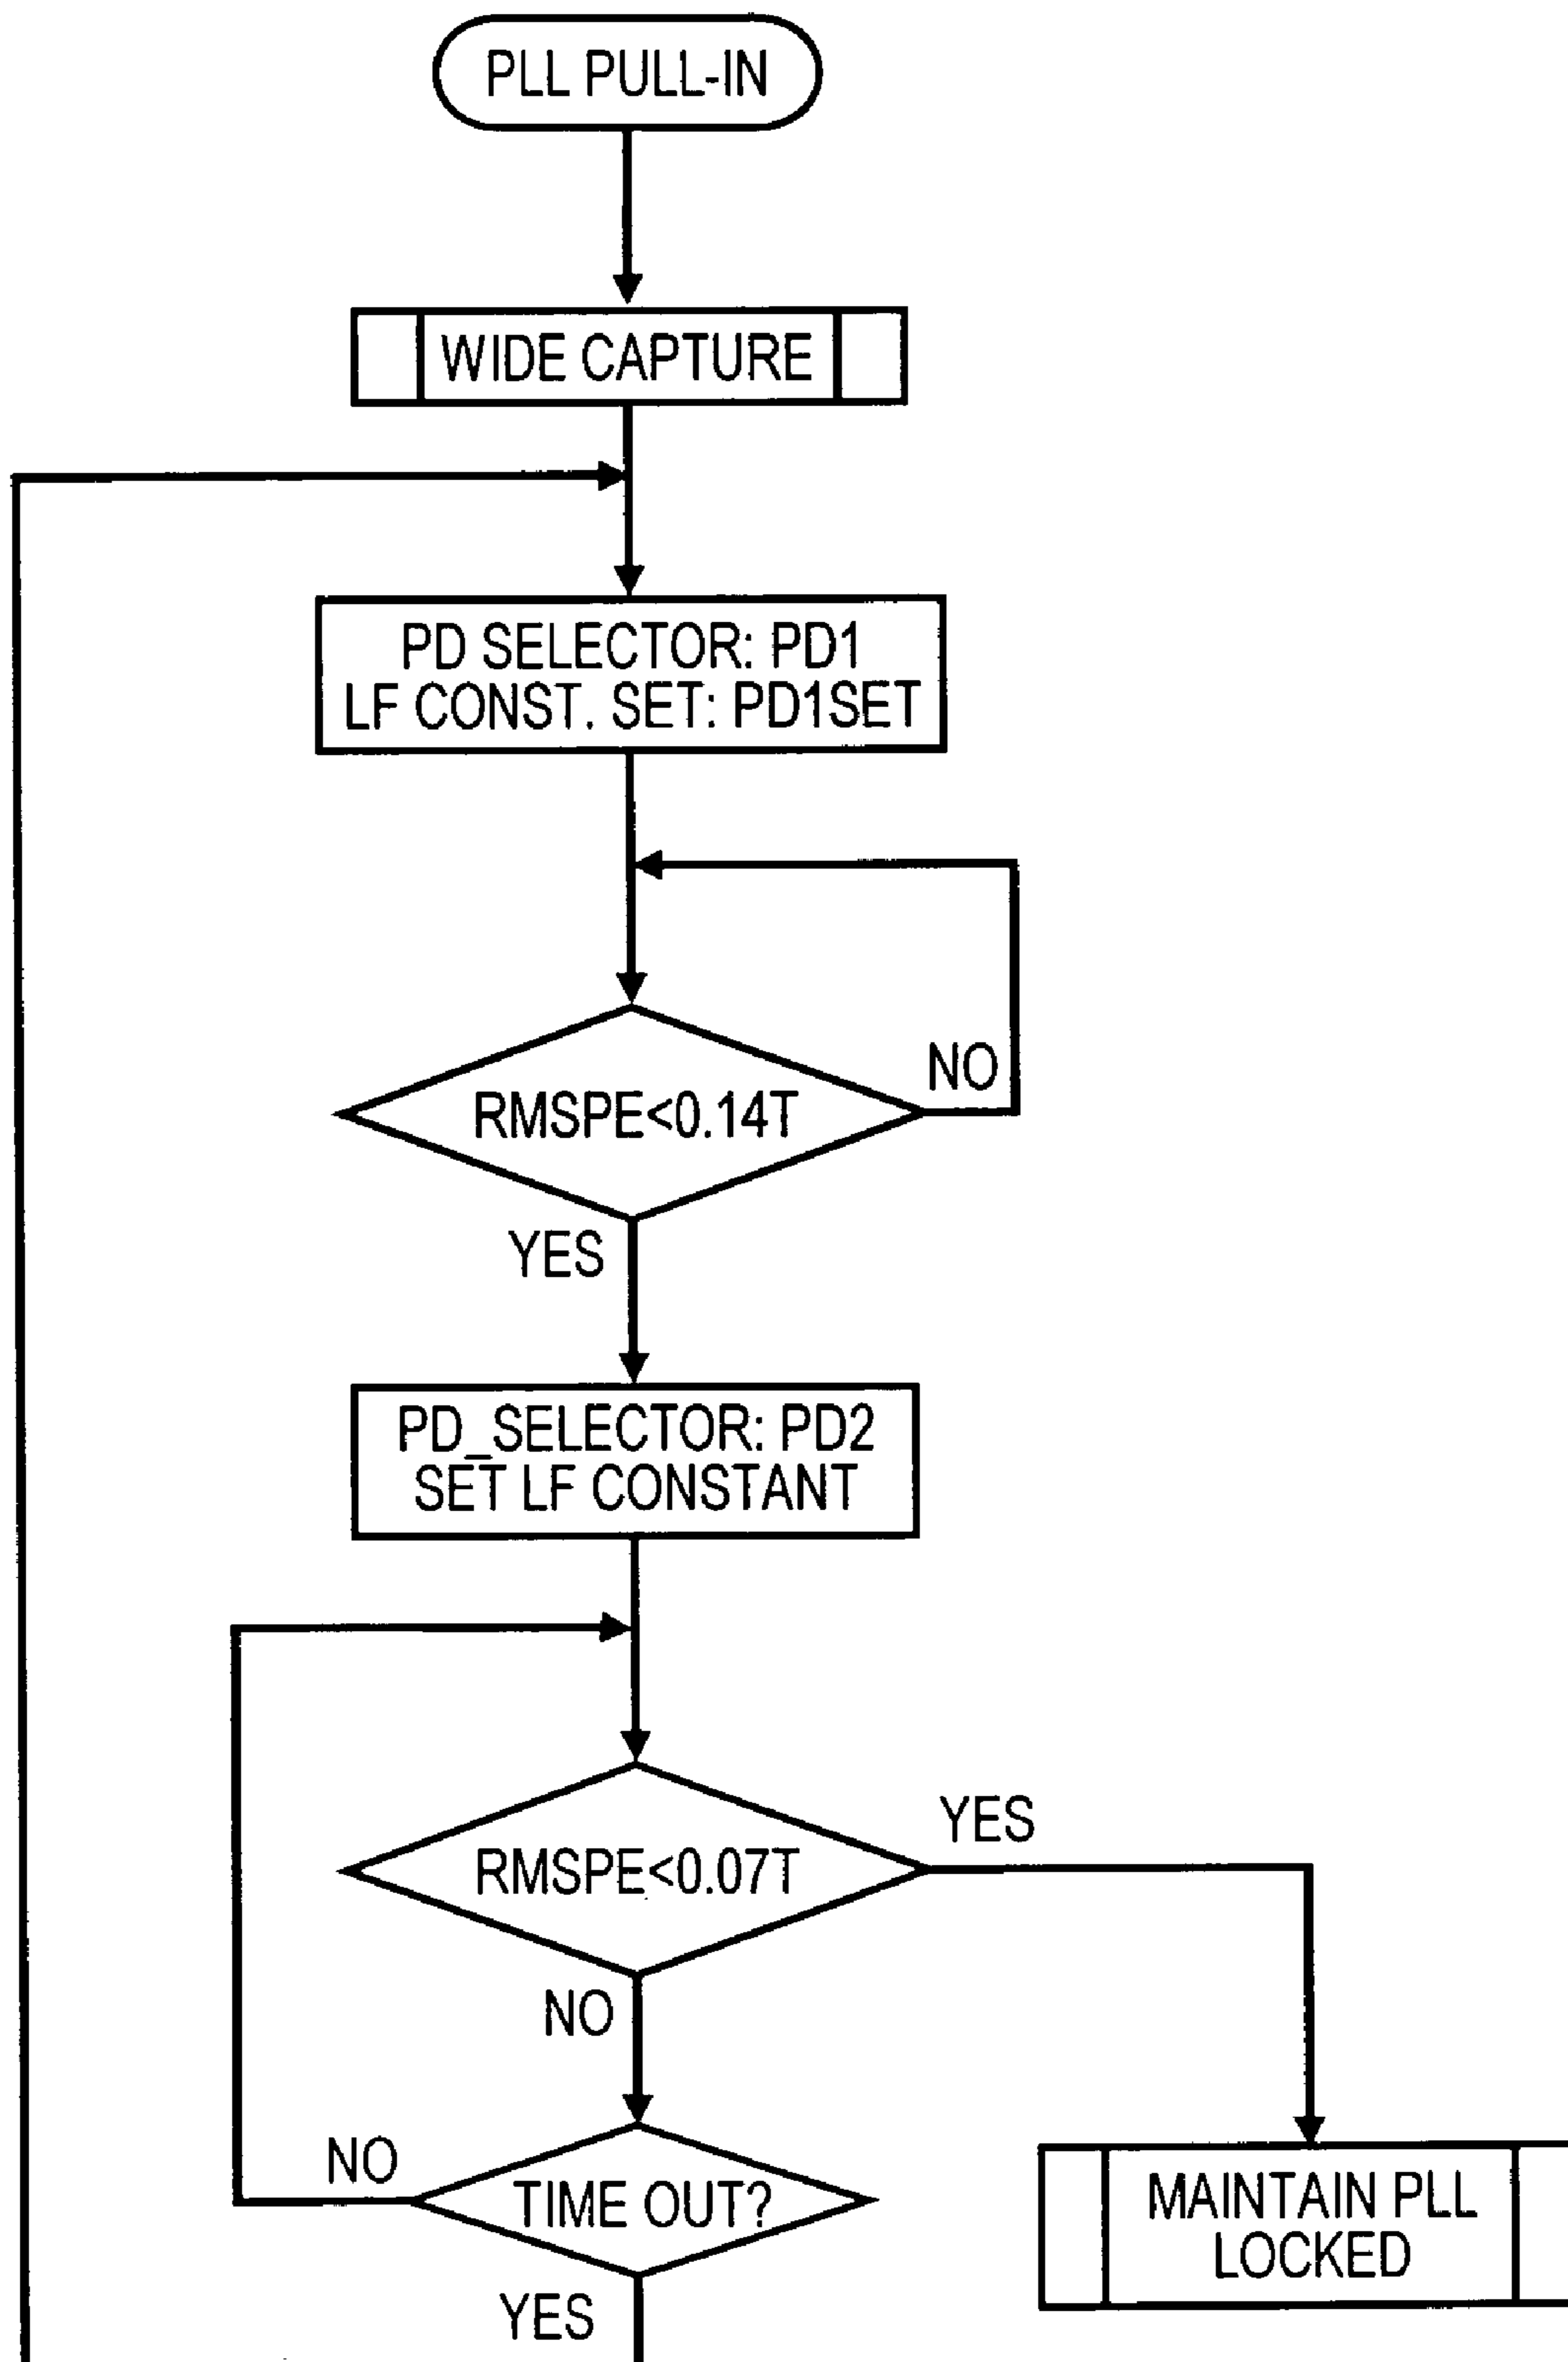 PLL PULL-IN
WIDE CAPTURE
PD SELECTOR: PD1
LF CONST. SET: PD1SET
RMSPE<0.14T
NO
YES
PD_SELECTOR: PD2
SET LF CONSTANT
RMSPE<0.07T
YES
NO
TIME OUT?
NO
YES
MAINTAIN PLL
LOCKED